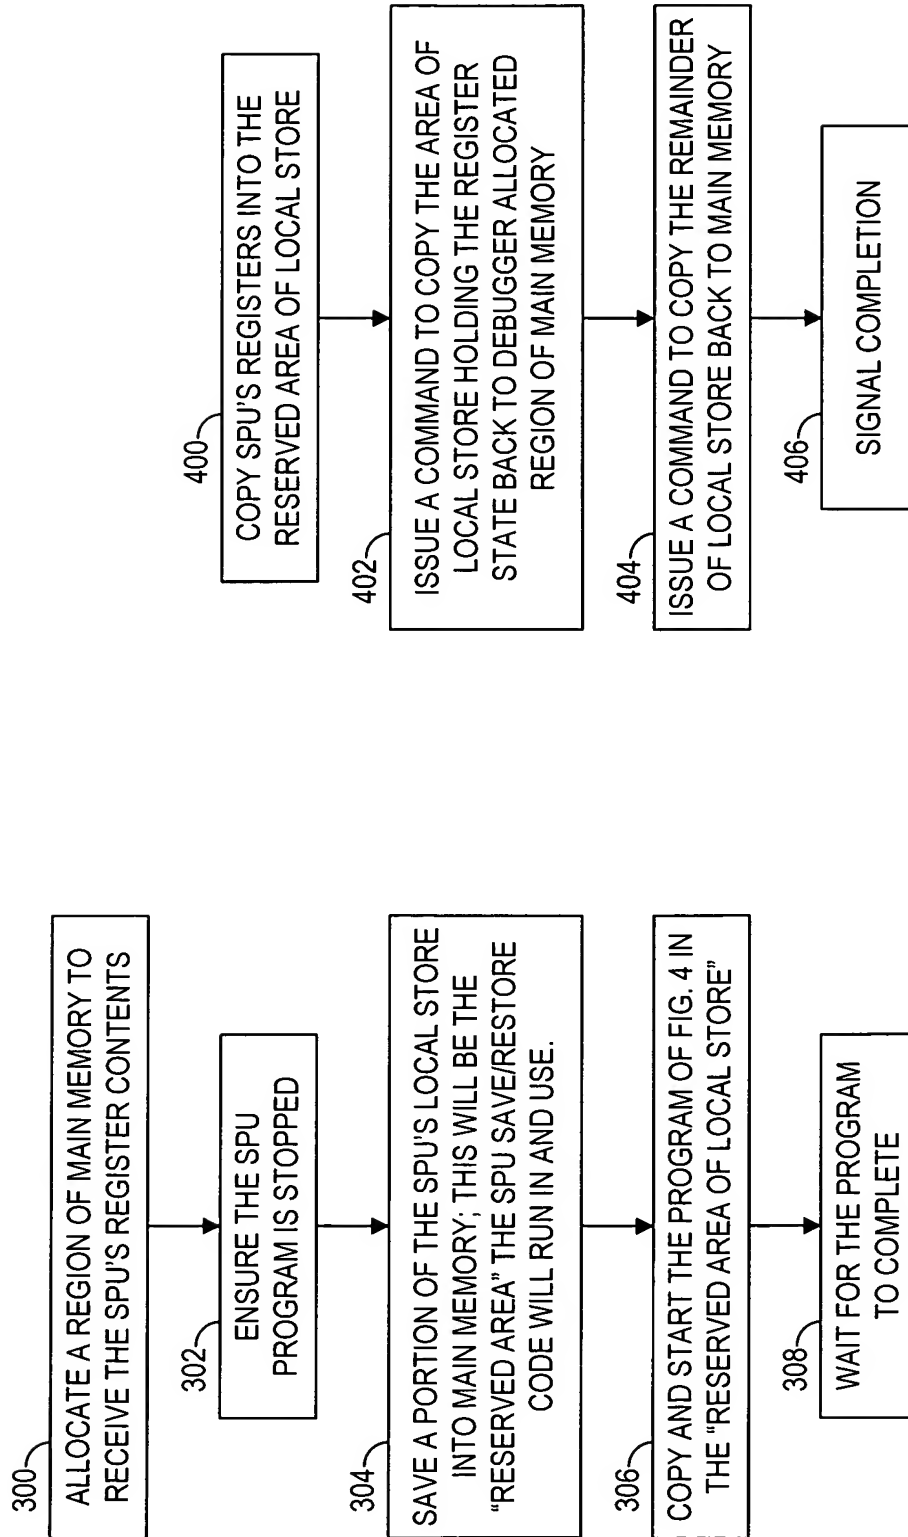 300
ALLOCATE A REGION OF MAIN MEMORY TO
RECEIVE THE SPU'S REGISTER CONTENTS
302
ENSURE THE SPU
PROGRAM IS STOPPED
304
SAVE A PORTION OF THE SPU'S LOCAL STORE
INTO MAIN MEMORY; THIS WILL BE THE
"RESERVED AREA" THE SPU SAVE/RESTORE
CODE WILL RUN IN AND USE.
306
COPY AND START THE PROGRAM OF FIG. 4 IN
THE "RESERVED AREA OF LOCAL STORE"
308
WAIT FOR THE PROGRAM
TO COMPLETE
400
COPY SPU'S REGISTERS INTO THE
RESERVED AREA OF LOCAL STORE
402
ISSUE A COMMAND TO COPY THE AREA OF
LOCAL STORE HOLDING THE REGISTER
STATE BACK TO DEBUGGER ALLOCATED
REGION OF MAIN MEMORY
404
ISSUE A COMMAND TO COPY THE REMAINDER
OF LOCAL STORE BACK TO MAIN MEMORY
406
SIGNAL COMPLETION